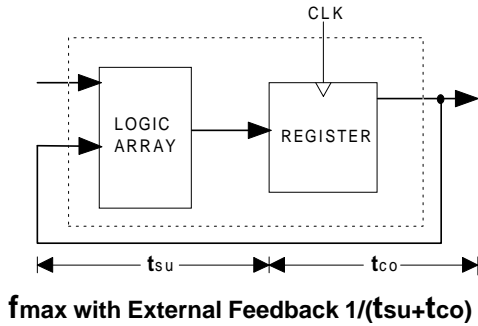 CLK
LOGIC
ARRAY
REGISTER
tsu
tco
fmax with External Feedback 1/(tsu+tco)